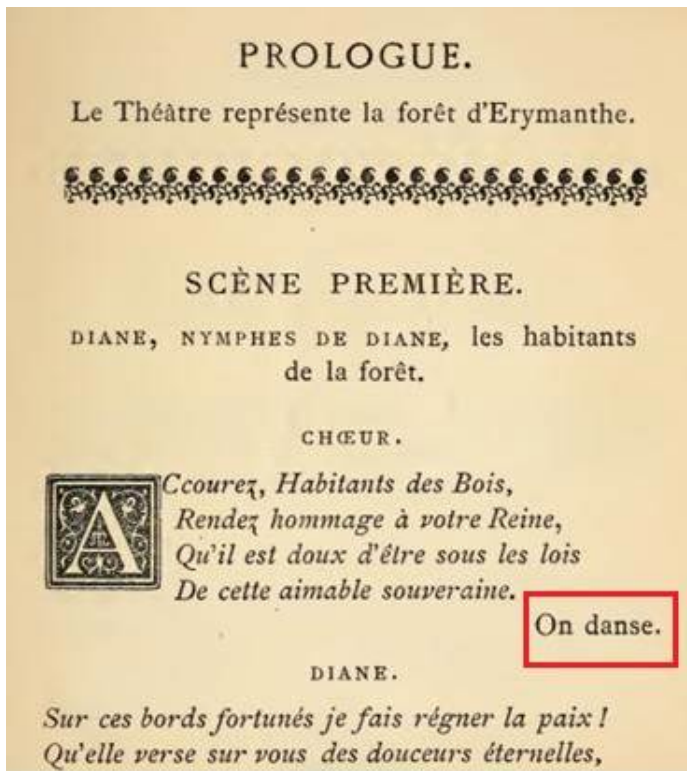 PROLOGUE.
Le Théâtre représente la forêt d'Erymanthe.
SCÈNE PREMIÈRE.
DIANE, NYMPHES DE DIANE, les habitants
de la forêt.
CHŒUR.
ACcourez, Habitants des Bois,
Rendez hommage à votre Reine,
Qu'il est doux d'être sous les lois
De cette aimable souveraine.
On danse.
DIANE.
Sur ces bords fortunés je fais régner la paix !
Qu'elle verse sur vous des douceurs éternelles,